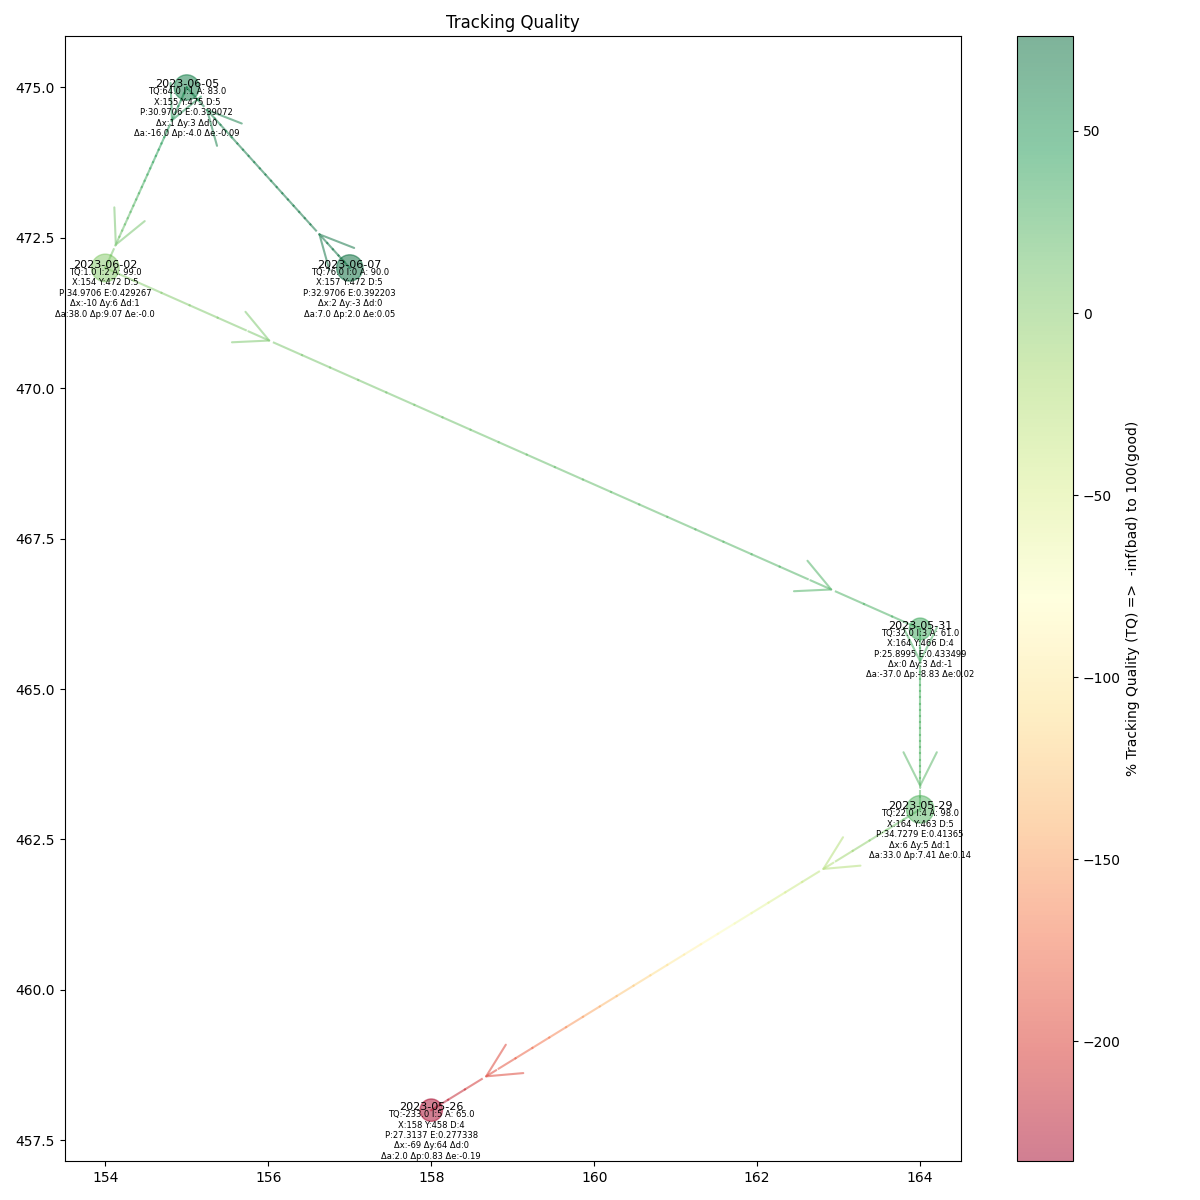 Tracking Quality
475.0
472.5
470.0
467.5
465.0
462.5
460.0
457.5
2023-06-05
TQ:64.0 I:1 A: 83.0
X:155 Y:475 D:5
P:30.9706 E:0.339072
Δx:1 Δy:3 Δd:0
Δa:-16.0 Δp:-4.0 Δe:-0.09
2023-06-02
TQ:1.0 I:2 A: 99.0
X:154 Y:472 D:5
P:34.9706 E:0.429267
Δx:-10 Δy:6 Δd:1
Δa:38.0 Δp:9.07 Δe:-0.0
2023-06-07
TQ:76.0 I:0 A: 90.0
X:157 Y:472 D:5
P:32.9706 E:0.392203
Δx:2 Δy:-3 Δd:0
Δa:7.0 Δp:2.0 Δe:0.05
2023-05-31
TQ:32.0 I:3 A: 61.0
X:164 Y:466 D:4
P:25.8995 E:0.433499
Δx:0 Δy:3 Δd:-1
Δa:-37.0 Δp:-8.83 Δe:0.02
2023-05-29
TQ:22.0 I:4 A: 98.0
X:164 Y:463 D:5
P:34.7279 E:0.41365
Δx:6 Δy:5 Δd:1
Δa:33.0 Δp:7.41 Δe:0.14
2023-05-26
TQ:-233.0 I:5 A: 65.0
X:158 Y:458 D:4
P:27.3137 E:0.277338
Δx:-69 Δy:64 Δd:0
Δa:2.0 Δp:0.83 Δe:-0.19
154
156
158
160
162
164
50
0
−50
−100
−150
−200
% Tracking Quality (TQ) => -inf(bad) to 100(good)